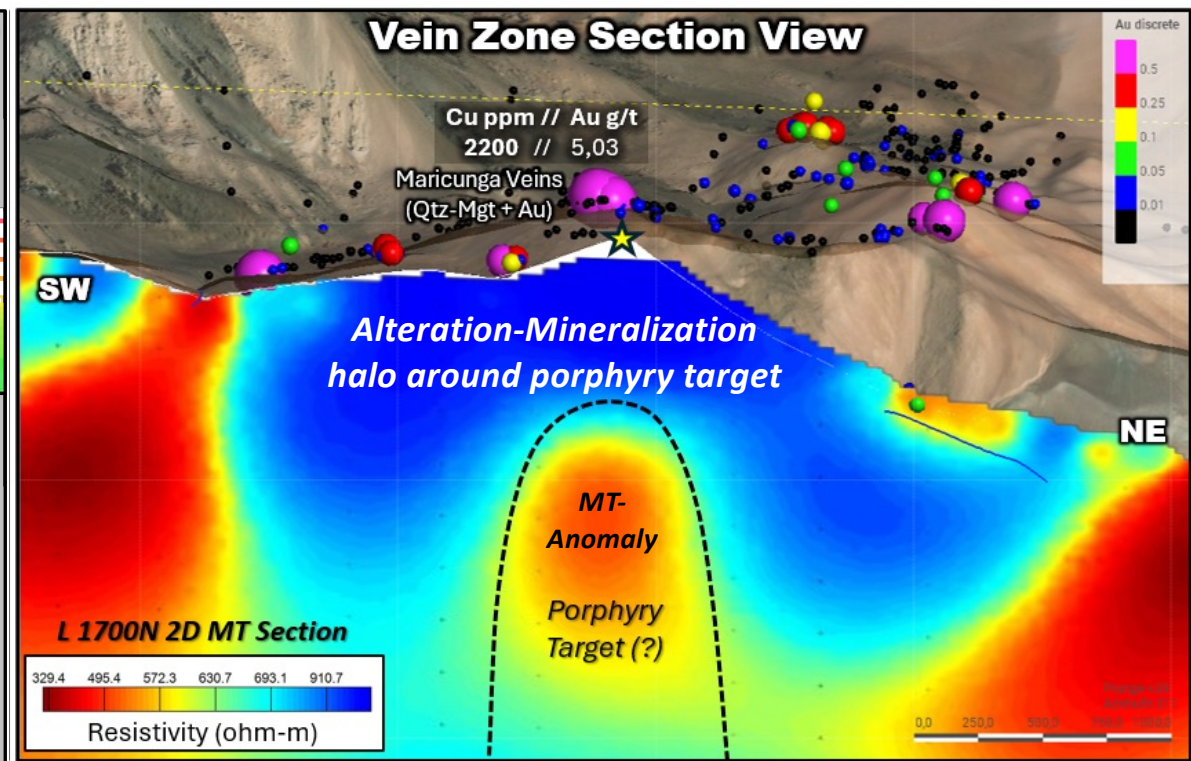 Vein Zone Section View
Au discrete
0.5
0.25
0.1
0.05
0.01
Cu ppm // Au g/t
2200 // 5,03
Maricunga Veins
(Qtz-Mgt + Au)
SW
Alteration-Mineralization
halo around porphyry target
NE
MT-
Anomaly
Porphyry
Target (?)
L 1700N 2D MT Section
329.4 495.4 572.3 630.7 693.1 910.7
Resistivity (ohm-m)
0,0 250,0 500,0